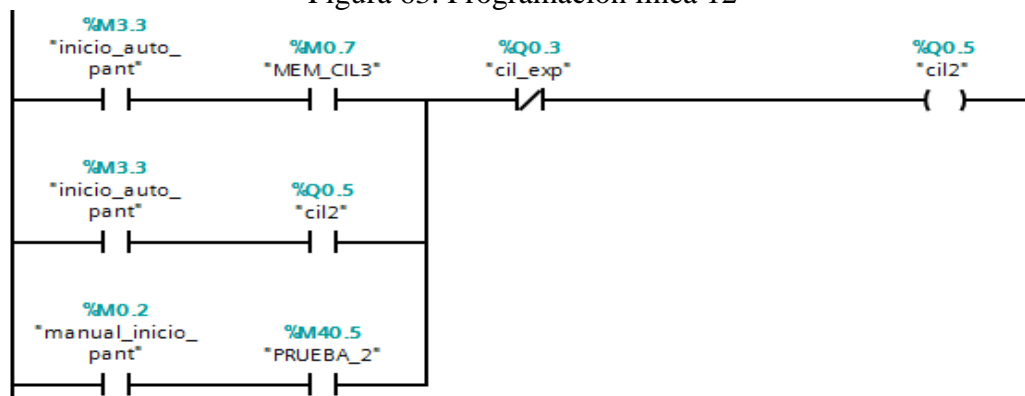 Figura 63. Programación línea 12
%M3.3
"inicio_auto_
pant"
%M0.7
"MEM_CIL3"
%Q0.3
"cil_exp"
%Q0.5
"cil2"
%M3.3
"inicio_auto_
pant"
%Q0.5
"cil2"
%M0.2
"manual_inicio_
pant"
%M40.5
"PRUEBA_2"